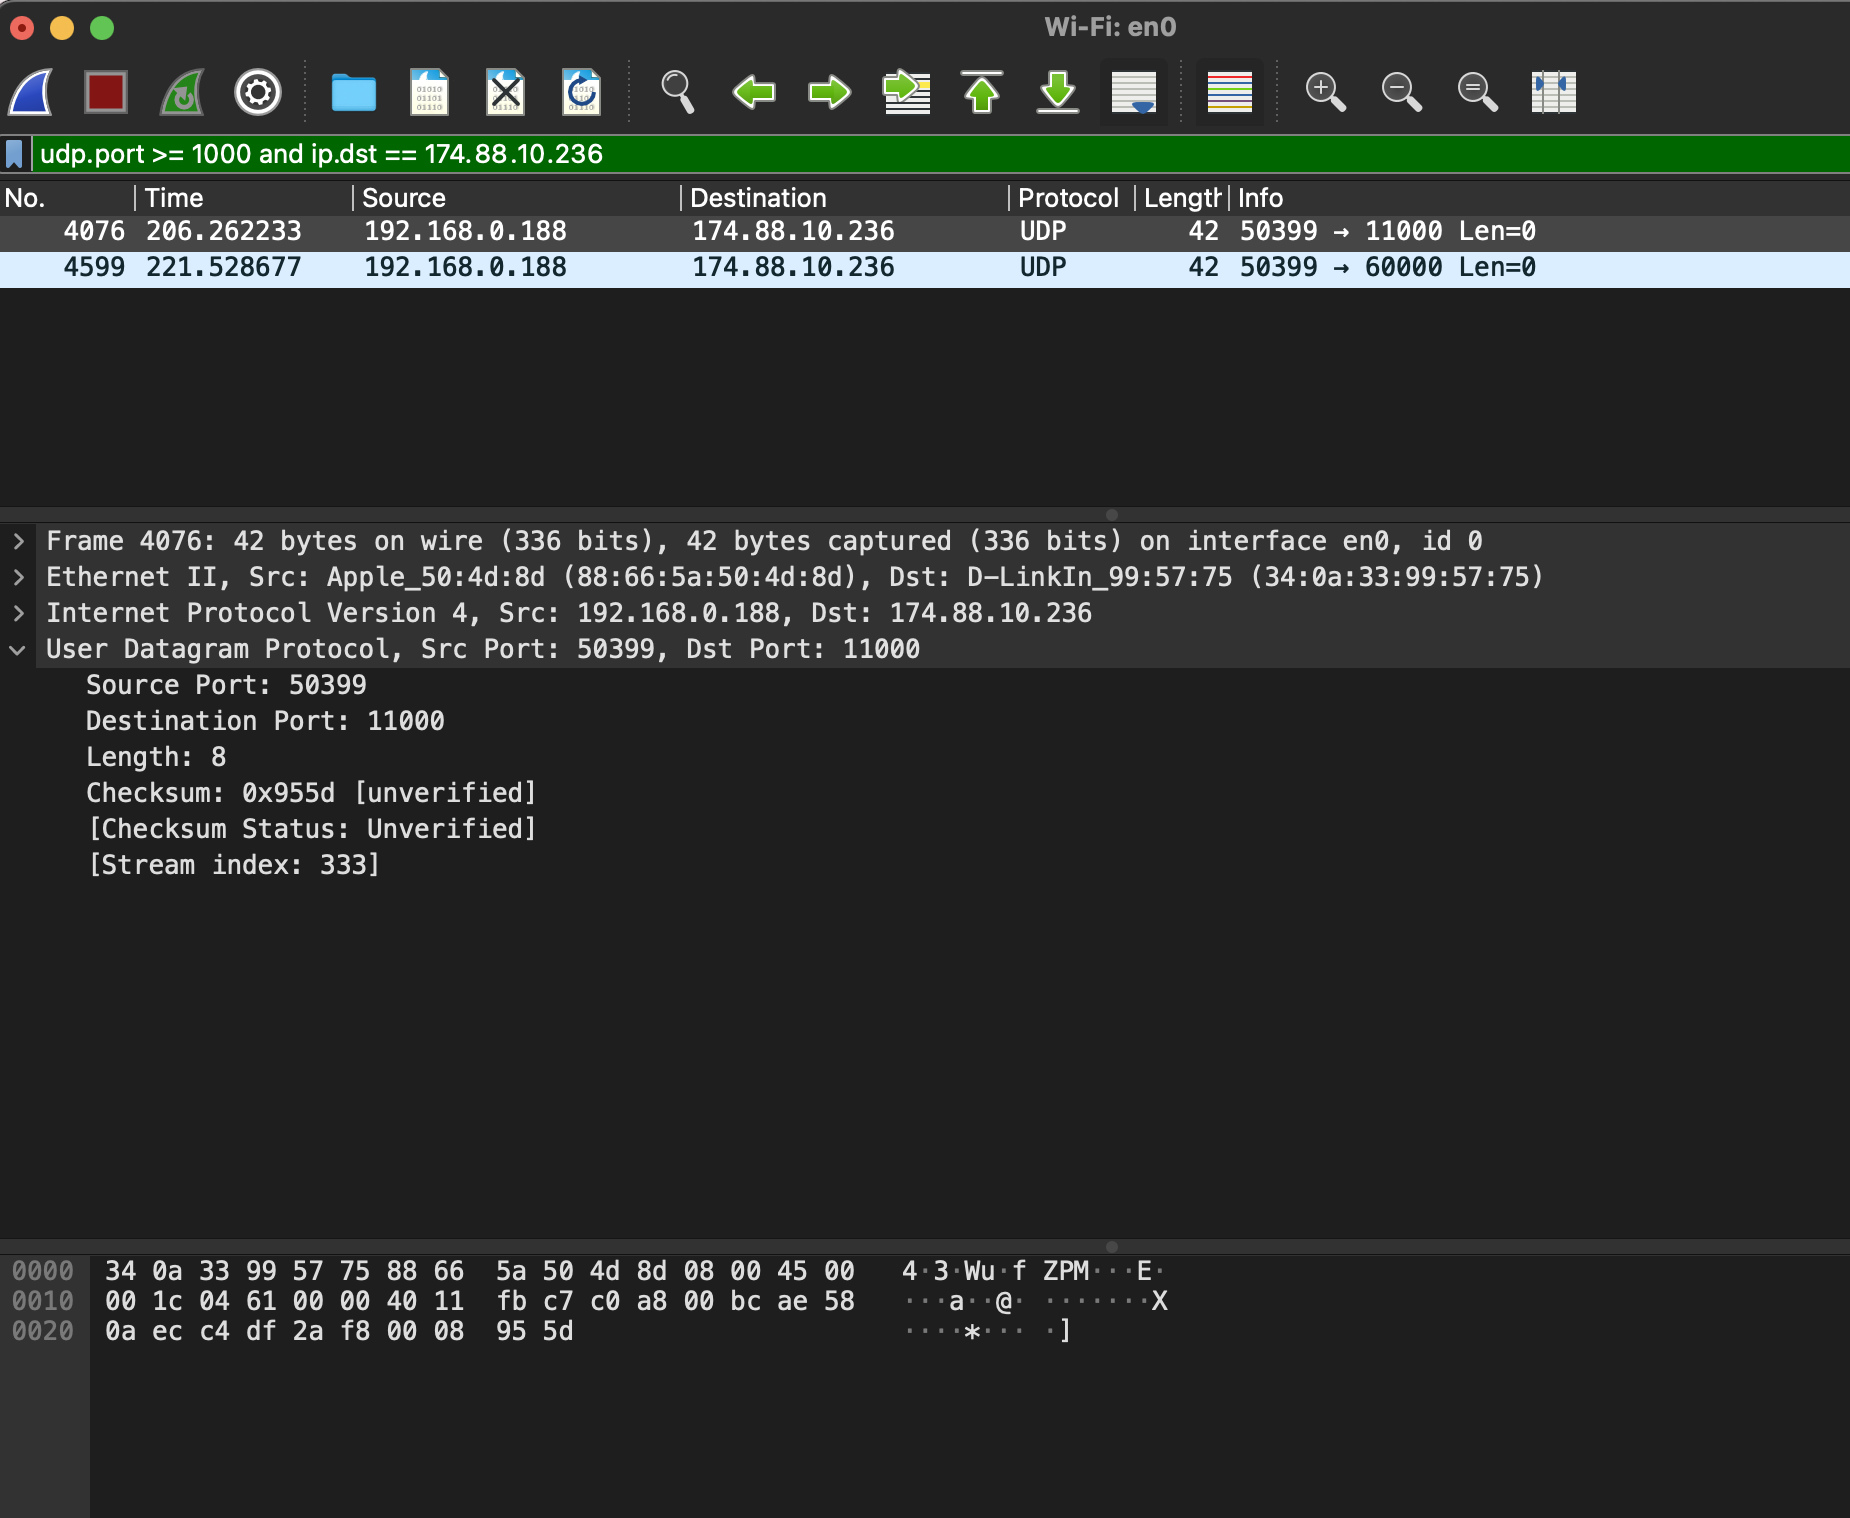 Wi-Fi: en0
udp.port >= 1000 and ip.dst == 174.88.10.236
No. Time Source Destination Protocol Length Info
4076 206.262233 192.168.0.188 174.88.10.236 UDP 42 50399 → 11000 Len=0
4599 221.528677 192.168.0.188 174.88.10.236 UDP 42 50399 → 60000 Len=0
Frame 4076: 42 bytes on wire (336 bits), 42 bytes captured (336 bits) on interface en0, id 0
Ethernet II, Src: Apple_50:4d:8d (88:66:5a:50:4d:8d), Dst: D-LinkIn_99:57:75 (34:0a:33:99:57:75)
Internet Protocol Version 4, Src: 192.168.0.188, Dst: 174.88.10.236
User Datagram Protocol, Src Port: 50399, Dst Port: 11000
Source Port: 50399
Destination Port: 11000
Length: 8
Checksum: 0x955d [unverified]
[Checksum Status: Unverified]
[Stream index: 333]
0000 34 0a 33 99 57 75 88 66 5a 50 4d 8d 08 00 45 00 4·3·Wu·f ZPM···E·
0010 00 1c 04 61 00 00 40 11 fb c7 c0 a8 00 bc ae 58 ···a··@· ·······X
0020 0a ec c4 df 2a f8 00 08 95 5d ····*··· ·]